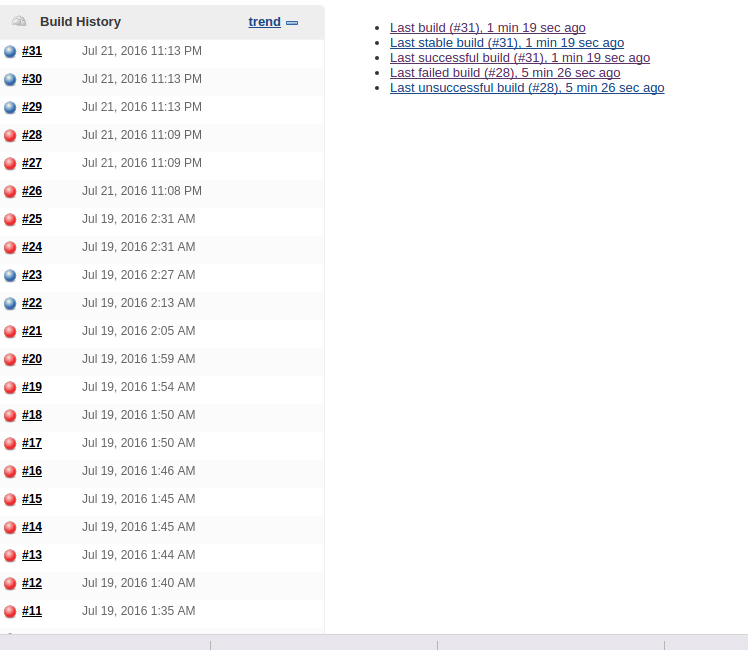 Build History trend
#31 Jul 21, 2016 11:13 PM
#30 Jul 21, 2016 11:13 PM
#29 Jul 21, 2016 11:13 PM
#28 Jul 21, 2016 11:09 PM
#27 Jul 21, 2016 11:09 PM
#26 Jul 21, 2016 11:08 PM
#25 Jul 19, 2016 2:31 AM
#24 Jul 19, 2016 2:31 AM
#23 Jul 19, 2016 2:27 AM
#22 Jul 19, 2016 2:13 AM
#21 Jul 19, 2016 2:05 AM
#20 Jul 19, 2016 1:59 AM
#19 Jul 19, 2016 1:54 AM
#18 Jul 19, 2016 1:50 AM
#17 Jul 19, 2016 1:50 AM
#16 Jul 19, 2016 1:46 AM
#15 Jul 19, 2016 1:45 AM
#14 Jul 19, 2016 1:45 AM
#13 Jul 19, 2016 1:44 AM
#12 Jul 19, 2016 1:40 AM
#11 Jul 19, 2016 1:35 AM
Last build (#31), 1 min 19 sec ago
Last stable build (#31), 1 min 19 sec ago
Last successful build (#31), 1 min 19 sec ago
Last failed build (#28), 5 min 26 sec ago
Last unsuccessful build (#28), 5 min 26 sec ago